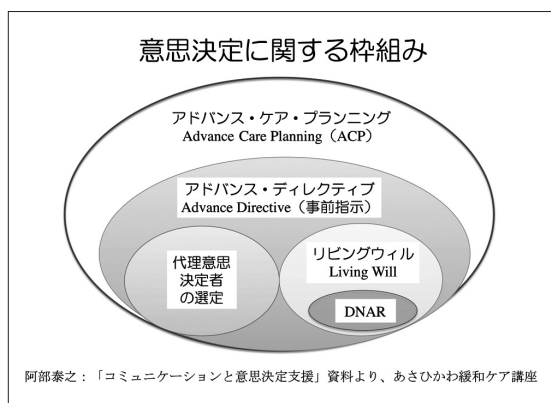 意思決定に関する枠組み
アドバンス・ケア・プランニング
Advance Care Planning（ACP）
アドバンス・ディレクティブ
Advance Directive（事前指示）
代理意思
決定者
の選定
リビングウィル
Living Will
DNAR
阿部泰之：「コミュニケーションと意思決定支援」資料より、あさひかわ緩和ケア講座